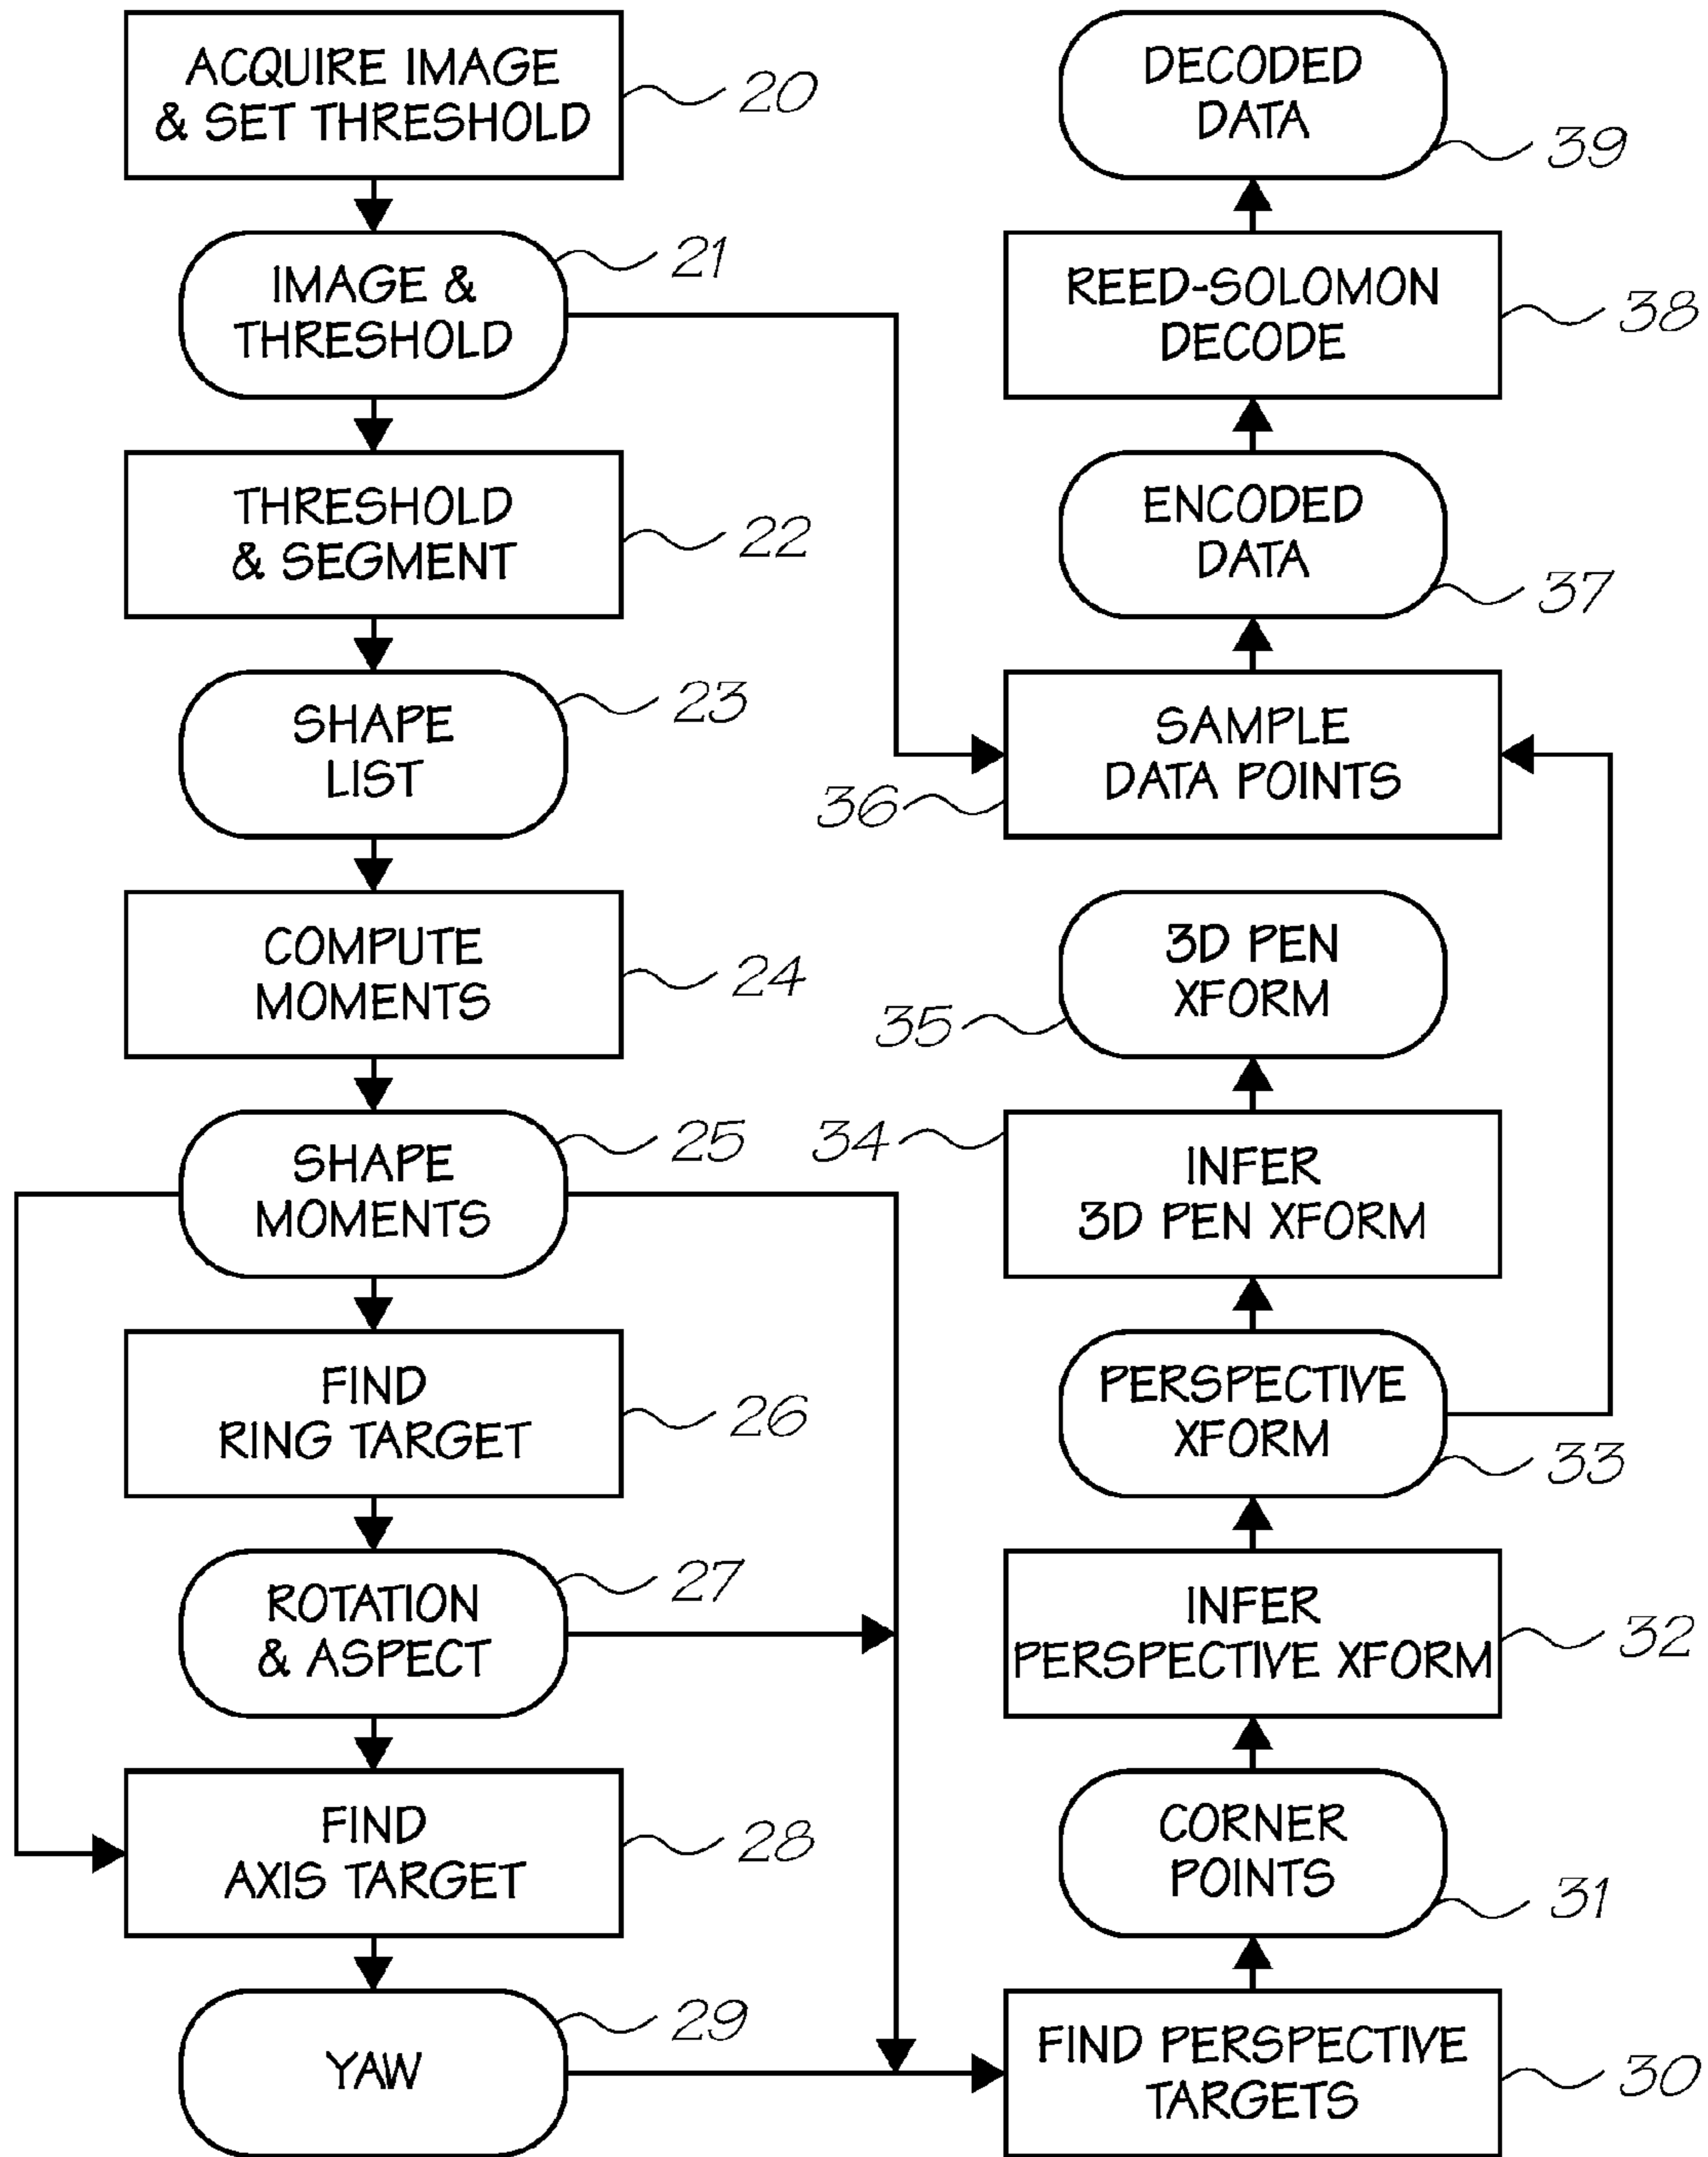 ACQUIRE IMAGE
& SET THRESHOLD
20
IMAGE &
THRESHOLD
21
THRESHOLD
& SEGMENT
22
SHAPE
LIST
23
COMPUTE
MOMENTS
24
SHAPE
MOMENTS
25
FIND
RING TARGET
26
ROTATION
& ASPECT
27
FIND
AXIS TARGET
28
YAW
29
DECODED
DATA
39
REED-SOLOMON
DECODE
38
ENCODED
DATA
37
SAMPLE
DATA POINTS
36
3D PEN
XFORM
35
INFER
3D PEN XFORM
34
PERSPECTIVE
XFORM
33
INFER
PERSPECTIVE XFORM
32
CORNER
POINTS
31
FIND PERSPECTIVE
TARGETS
30